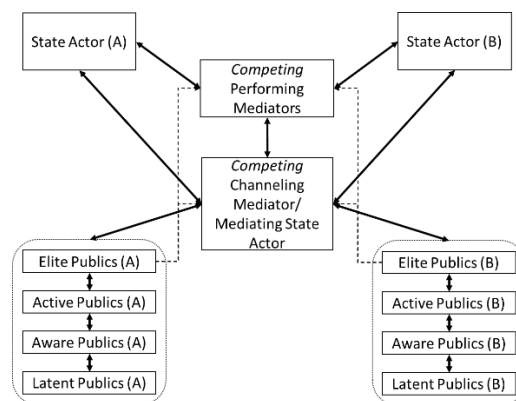 State Actor (A)
State Actor (B)
Competing
Performing
Mediators
Competing
Channeling
Mediator/
Mediating State
Actor
Elite Publics (A)
Active Publics (A)
Aware Publics (A)
Latent Publics (A)
Elite Publics (B)
Active Publics (B)
Aware Publics (B)
Latent Publics (B)